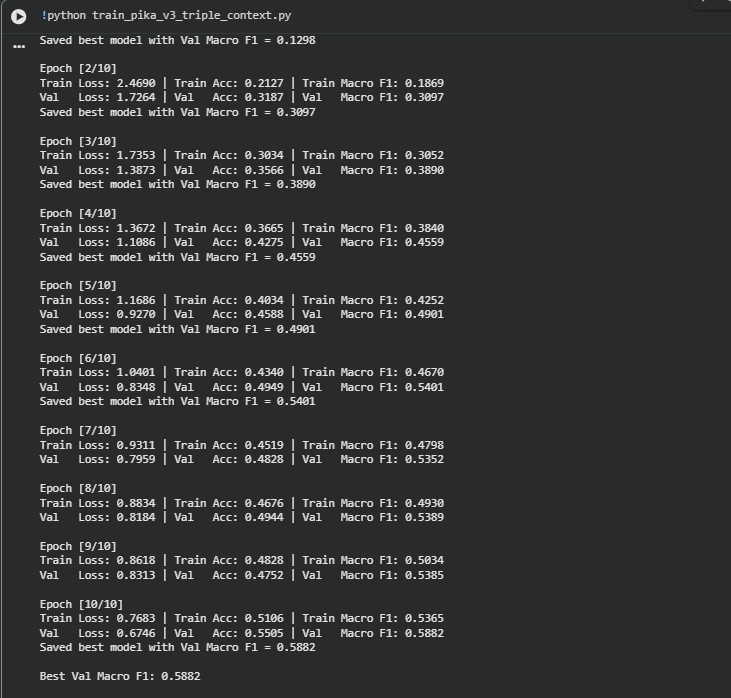 !python train_pika_v3_triple_context.py
Saved best model with Val Macro F1 = 0.1298
Epoch [2/10]
Train Loss: 2.4690 | Train Acc: 0.2127 | Train Macro F1: 0.1869
Val   Loss: 1.7264 | Val   Acc: 0.3187 | Val   Macro F1: 0.3097
Saved best model with Val Macro F1 = 0.3097
Epoch [3/10]
Train Loss: 1.7353 | Train Acc: 0.3034 | Train Macro F1: 0.3052
Val   Loss: 1.3873 | Val   Acc: 0.3566 | Val   Macro F1: 0.3890
Saved best model with Val Macro F1 = 0.3890
Epoch [4/10]
Train Loss: 1.3672 | Train Acc: 0.3665 | Train Macro F1: 0.3840
Val   Loss: 1.1086 | Val   Acc: 0.4275 | Val   Macro F1: 0.4559
Saved best model with Val Macro F1 = 0.4559
Epoch [5/10]
Train Loss: 1.1686 | Train Acc: 0.4034 | Train Macro F1: 0.4252
Val   Loss: 0.9270 | Val   Acc: 0.4588 | Val   Macro F1: 0.4901
Saved best model with Val Macro F1 = 0.4901
Epoch [6/10]
Train Loss: 1.0401 | Train Acc: 0.4340 | Train Macro F1: 0.4670
Val   Loss: 0.8348 | Val   Acc: 0.4949 | Val   Macro F1: 0.5401
Saved best model with Val Macro F1 = 0.5401
Epoch [7/10]
Train Loss: 0.9311 | Train Acc: 0.4519 | Train Macro F1: 0.4798
Val   Loss: 0.7959 | Val   Acc: 0.4828 | Val   Macro F1: 0.5352
Epoch [8/10]
Train Loss: 0.8834 | Train Acc: 0.4676 | Train Macro F1: 0.4930
Val   Loss: 0.8184 | Val   Acc: 0.4944 | Val   Macro F1: 0.5389
Epoch [9/10]
Train Loss: 0.8618 | Train Acc: 0.4828 | Train Macro F1: 0.5034
Val   Loss: 0.8313 | Val   Acc: 0.4752 | Val   Macro F1: 0.5385
Epoch [10/10]
Train Loss: 0.7683 | Train Acc: 0.5106 | Train Macro F1: 0.5365
Val   Loss: 0.6746 | Val   Acc: 0.5505 | Val   Macro F1: 0.5882
Saved best model with Val Macro F1 = 0.5882
Best Val Macro F1: 0.5882